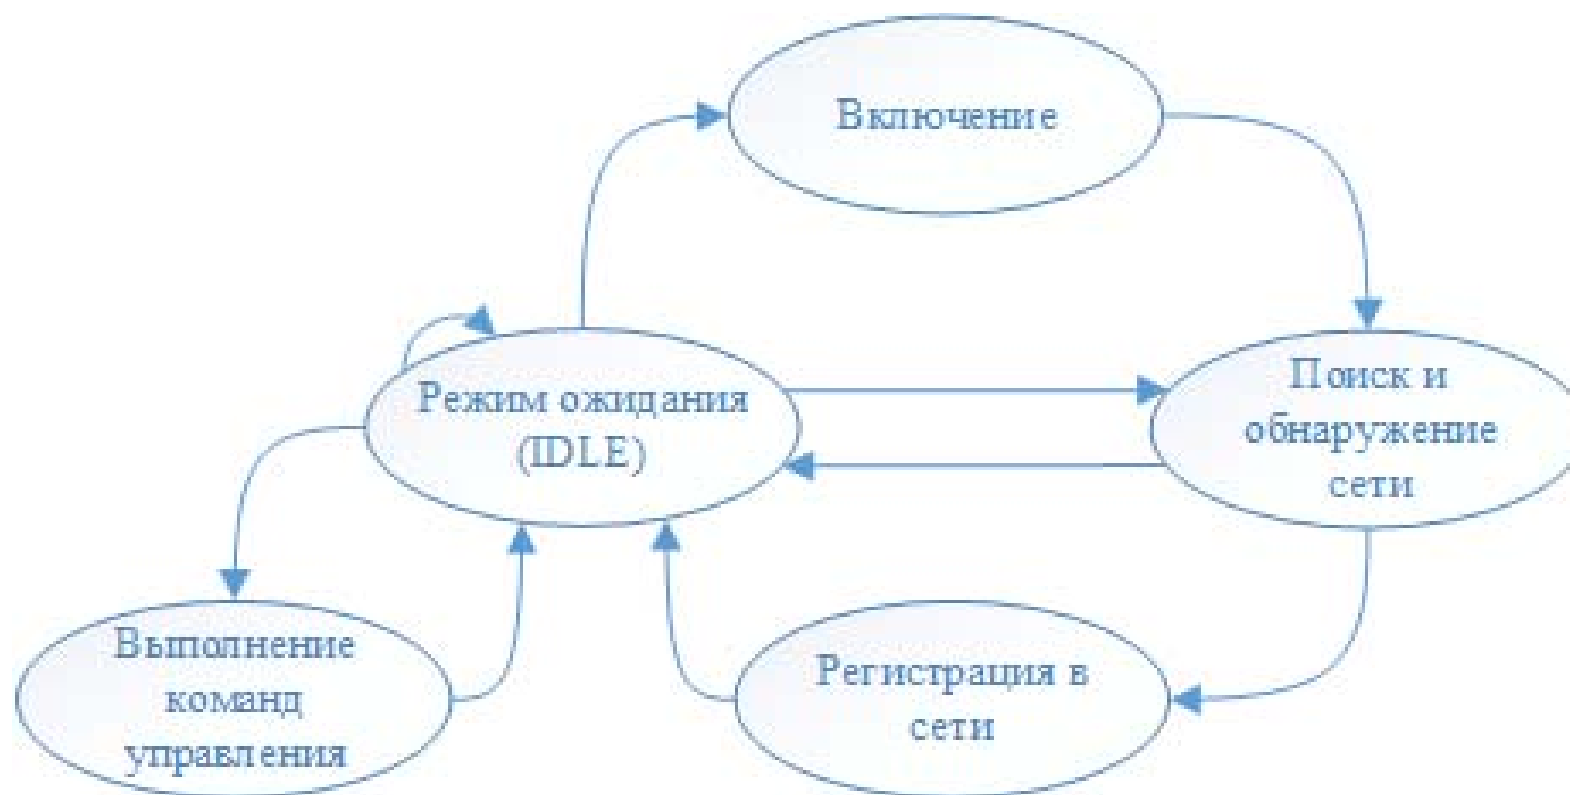 Включение
Режим ожидания
(IDLE)
Поиск и
обнаружение
сети
Выполнение
команд
управления
Регистрация в
сети